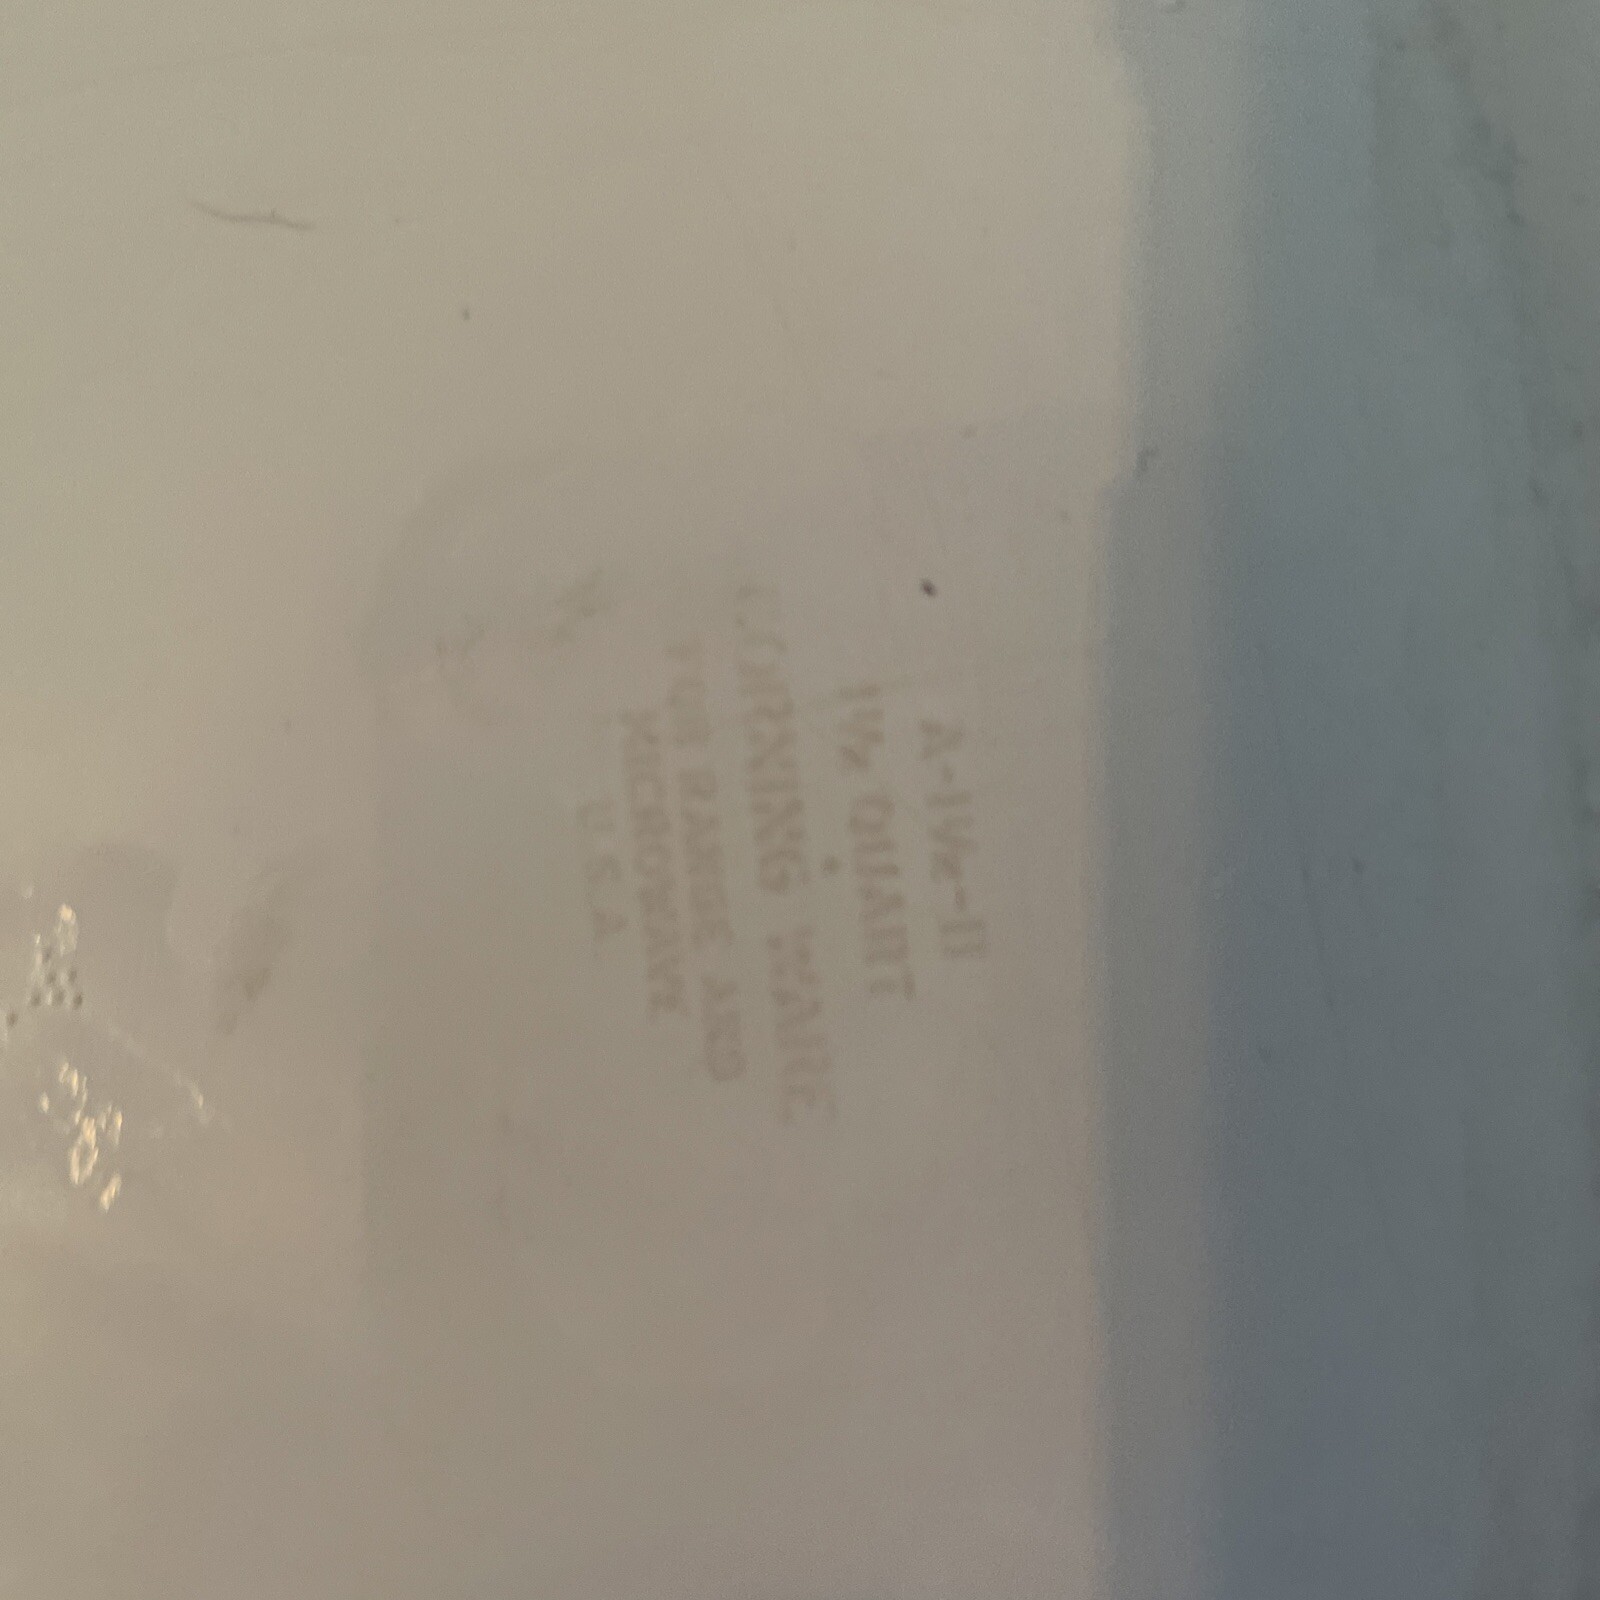 A-1½-B
1½ QUART
CORNING WARE
FOR RANGE AND
MICROWAVE
U.S.A.